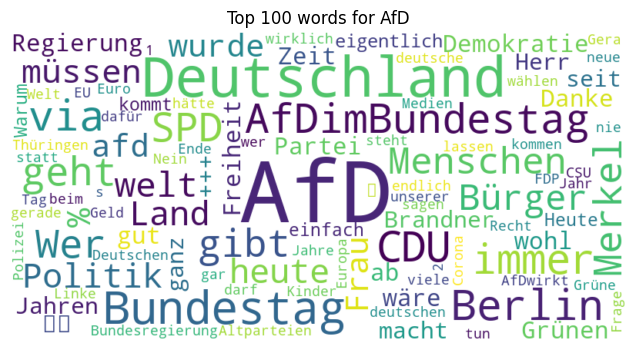 Top 100 words for AfD
Regierung 1 wurde wirklich eigentlich Demokratie Gera
müssen Deutschland Zeit Herr deutsche neue
Welt EU Euro kommt hätte Medien wählen seit Danke
Warum via dafür SPD AfDimBundestag
Thüringen afd Ende +++ wer Partei steht lassen kommen nie
statt geht Nein Freiheit Menschen FDP CSU
Tag beim s welt AfD endlich unserer Bürger Jahr Merkel
gerade % Geld Land einfach sagen Brandner Recht Heute
Polizei Wer gut ganz gibt Jahre Frau CDU wohl
Deutschen Politik gar heute Europa ab Corona immer
Linke darf Kinder viele 2 AfDwirkt Grüne
Jahren Bundestag wäre deutschen Berlin Frage
Bundesregierung Altparteien macht tun Grünen